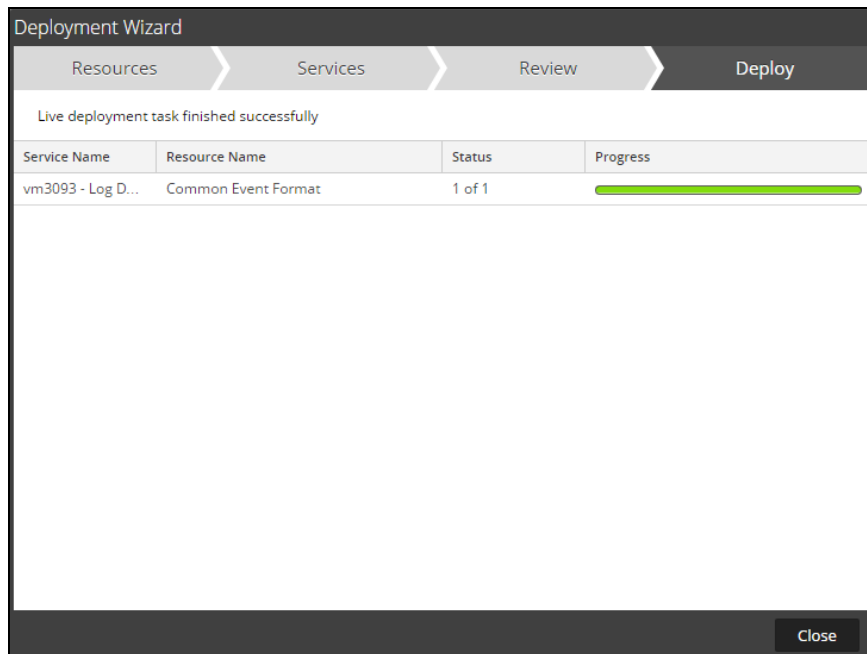 Deployment Wizard
Resources Services Review Deploy
Live deployment task finished successfully
Service Name Resource Name Status Progress
vm3093 - Log D... Common Event Format 1 of 1
Close